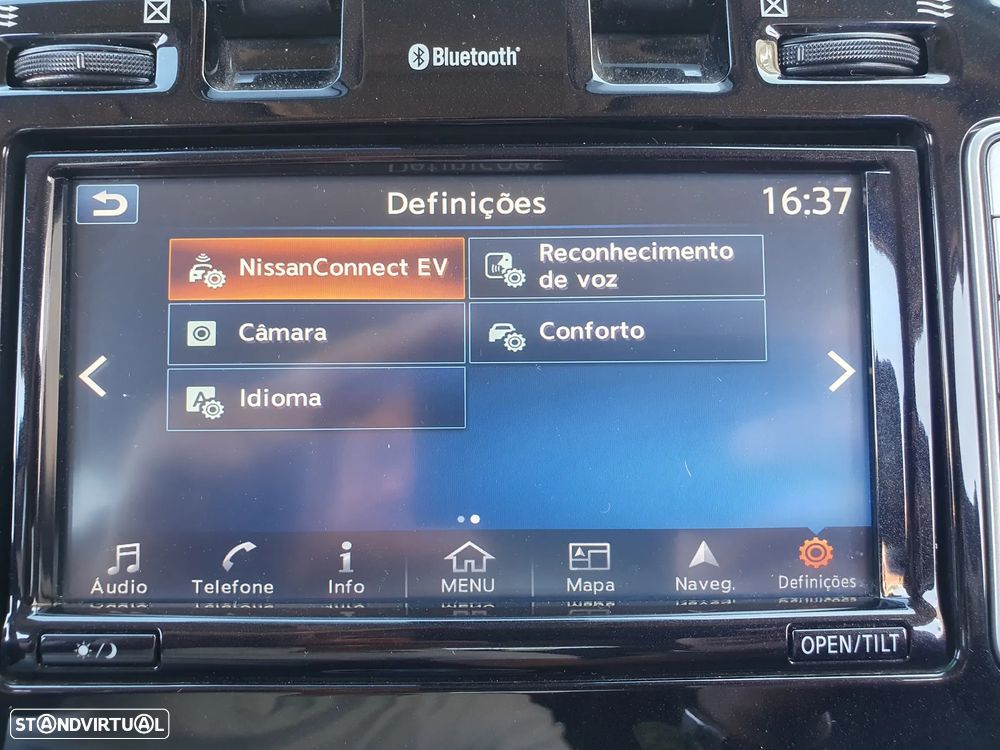 Bluetooth®
Definições
16:37
NissanConnect EV
Reconhecimento
de voz
Câmara
Conforto
Idioma
Áudio
Telefone
Info
MENU
Mapa
Naveg.
Definições
OPEN/TILT
STANDVIRTUAL